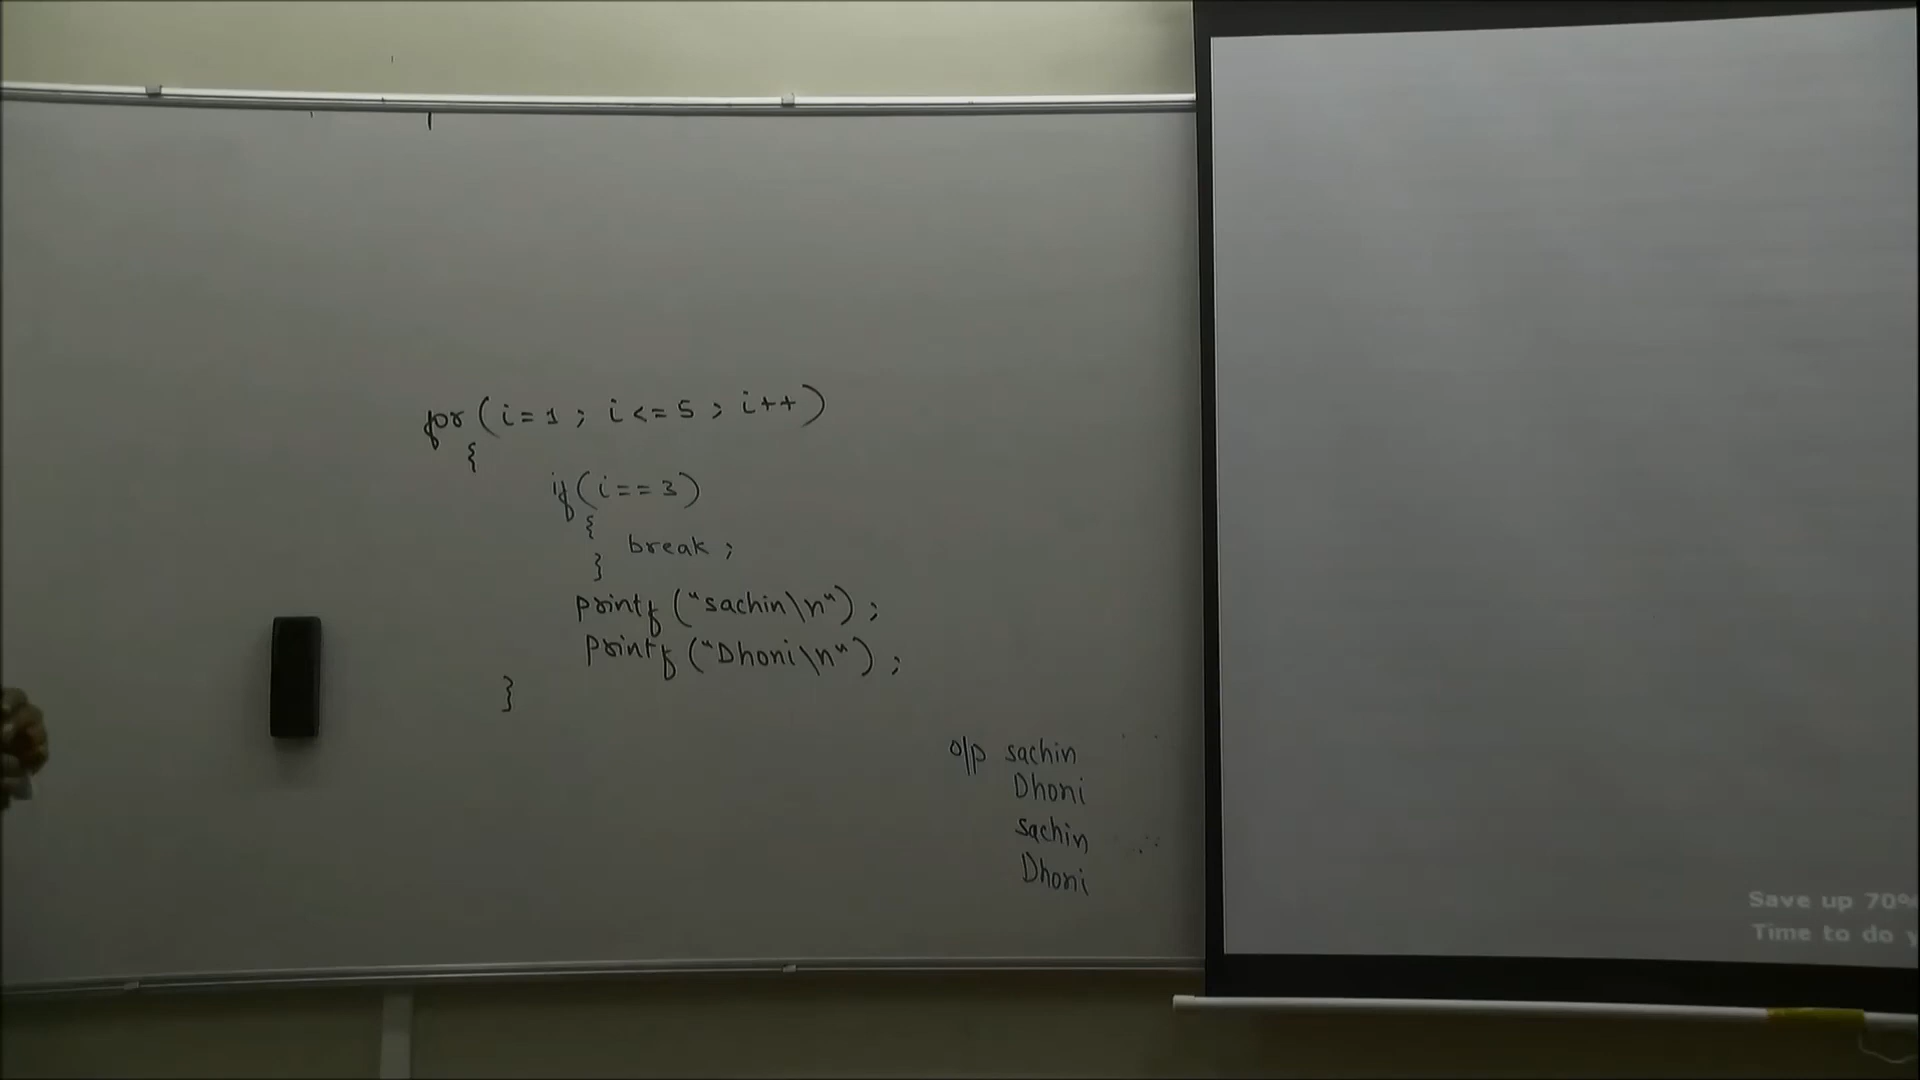 for (i=1 ; i<=5 ; i++)
{
if (i==3)
{
break ;
}
printf ("sachin\n") ;
printf ("Dhoni\n") ;
}
o/p sachin
Dhoni
sachin
Dhoni
Save up 70%
Time to do